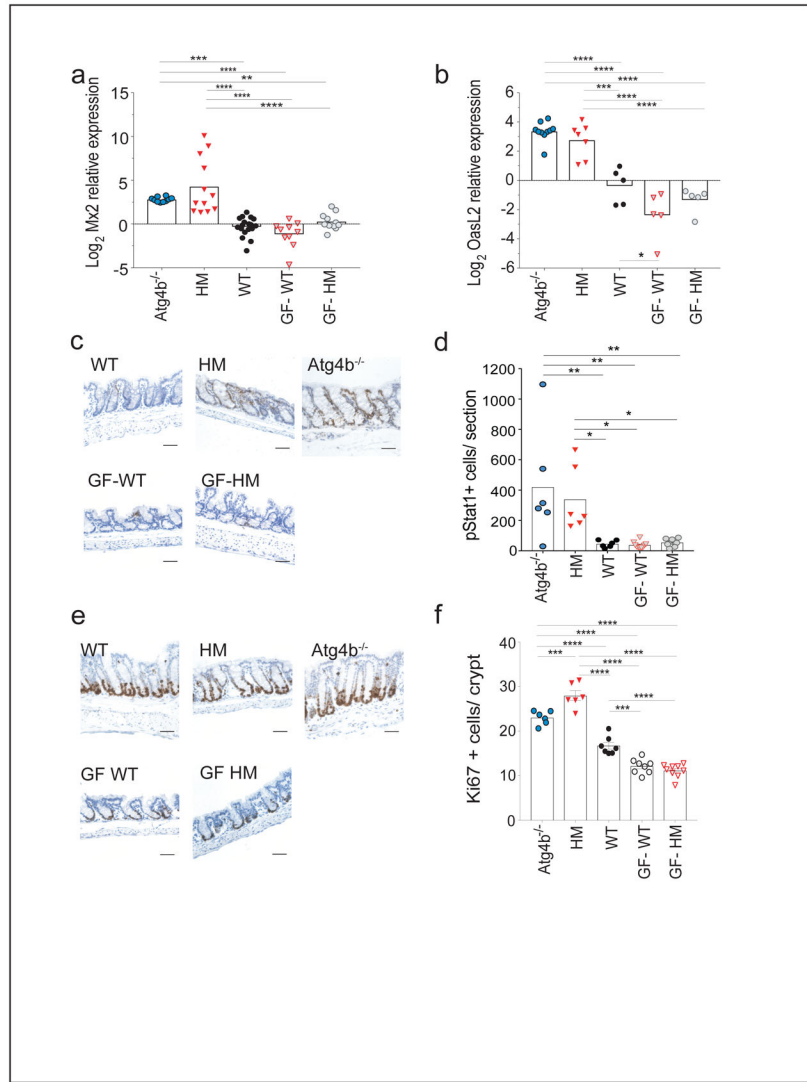 a
Log2 Mx2 relative expression
***
****
**
****
****
15
10
5
0
-5
Atg4b-/-
HM
WT
GF- WT
GF- HM
b
Log2 OasL2 relative expression
****
****
****
***
****
****
6
4
2
0
-2
-4
-6
*
Atg4b-/-
HM
WT
GF- WT
GF- HM
c
WT
HM
Atg4b-/-
GF-WT
GF-HM
d
pStat1+ cells/ section
**
**
**
*
*
*
1200
1000
800
600
400
200
0
Atg4b-/-
HM
WT
GF- WT
GF- HM
e
WT
HM
Atg4b-/-
GF WT
GF HM
f
Ki67 + cells/ crypt
****
****
****
****
***
****
****
****
***
40
30
20
10
0
Atg4b-/-
HM
WT
GF- WT
GF- HM